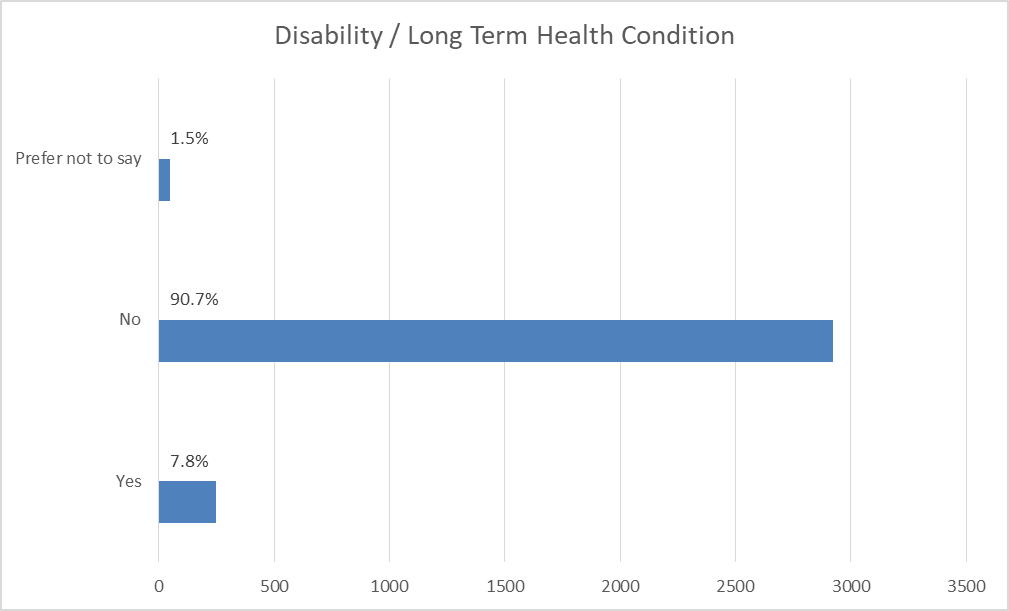 Disability / Long Term Health Condition
1.5%
Prefer not to say
90.7%
No
7.8%
Yes
0 500 1000 1500 2000 2500 3000 3500